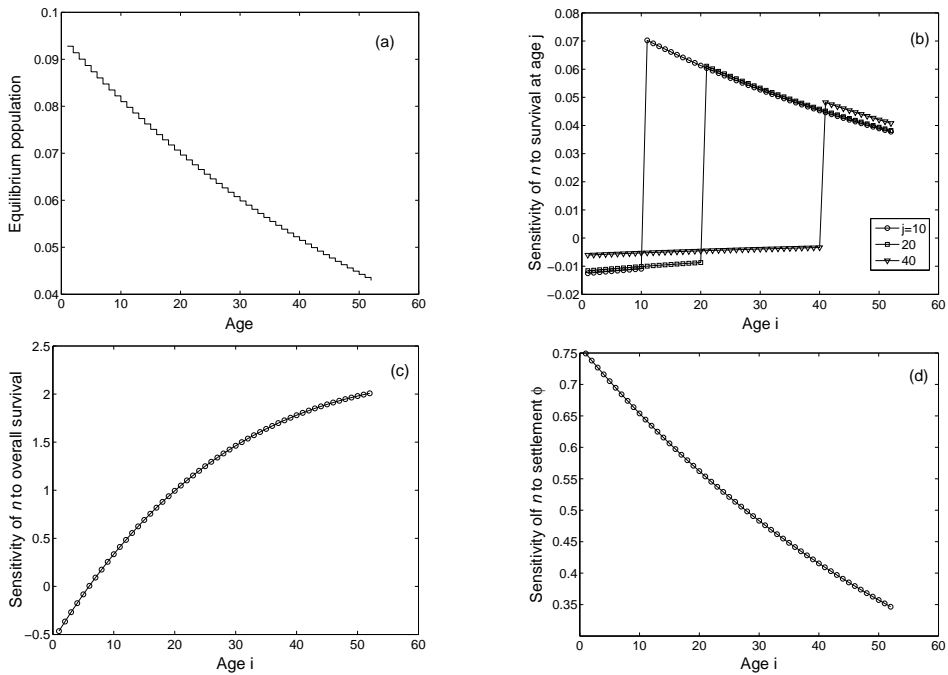 0.1
0.09
0.08
0.07
0.06
0.05
0.04
0 10 20 30 40 50 60
Age
Equilibrium population
(a)
0.08
0.07
0.06
0.05
0.04
0.03
0.02
0.01
0
−0.01
−0.02
0 10 20 30 40 50 60
Age i
Sensitivity of n to survival at age j
(b)
j=10
20
40
2.5
2
1.5
1
0.5
0
−0.5
0 10 20 30 40 50 60
Age i
Sensitivity of n to overall survival
(c)
0.75
0.7
0.65
0.6
0.55
0.5
0.45
0.4
0.35
0 10 20 30 40 50 60
Age i
Sensitivity olf n to settlement ϕ
(d)